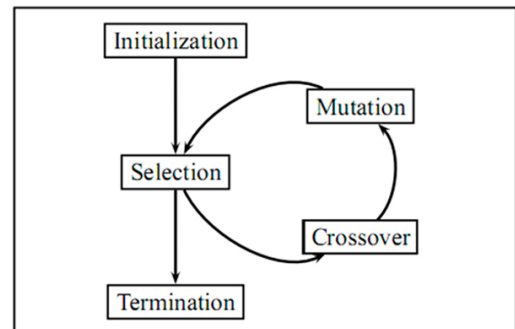 Initialization
Mutation
Selection
Crossover
Termination